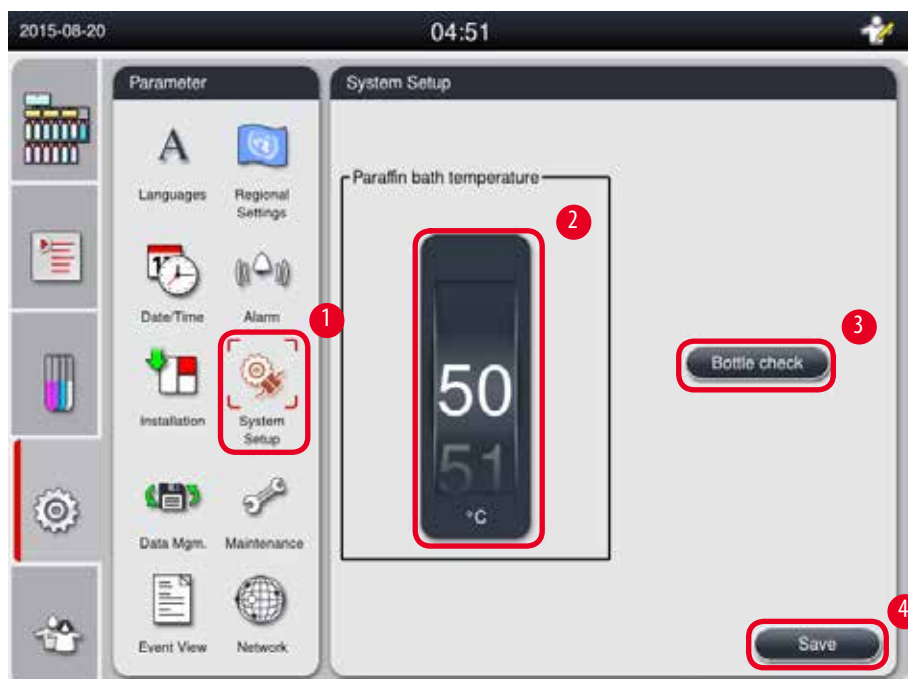 2015-08-20
04:51
Parameter
System Setup
A
Languages
Regional
Settings
Date/Time
Alarm
Installation
System
Setup
Data Mgm.
Maintenance
Event View
Network
Paraffin bath temperature
50
51
°C
Bottle check
Save
1
2
3
4